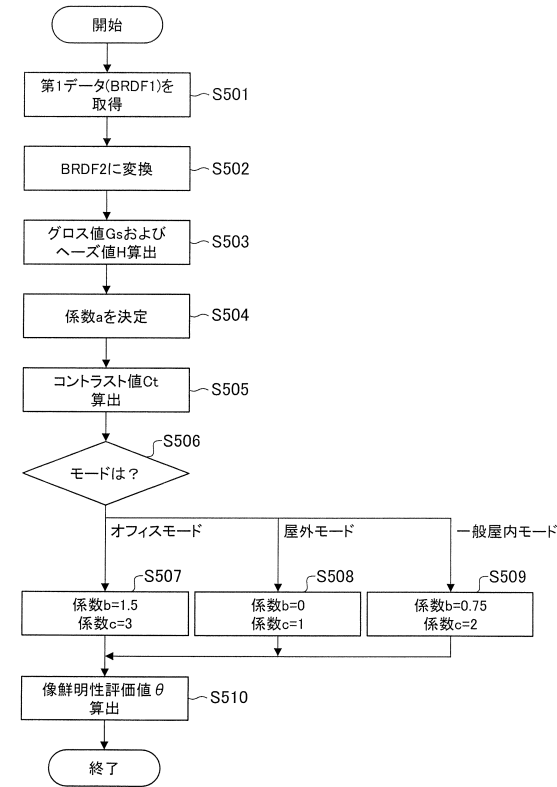 開始
第1データ(BRDF1)を
取得
S501
BRDF2に変換
S502
グロス値Gsおよび
ヘーズ値H算出
S503
係数aを決定
S504
コントラスト値Ct
算出
S505
S506
モードは？
オフィスモード
屋外モード
一般屋内モード
S507
係数b=1.5
係数c=3
S508
係数b=0
係数c=1
S509
係数b=0.75
係数c=2
像鮮明性評価値θ
算出
S510
終了